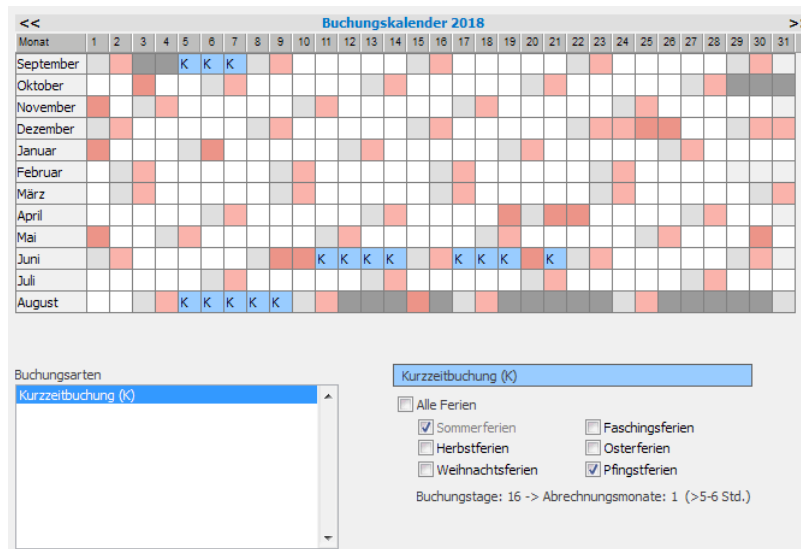 << Buchungskalender 2018 >
Monat 1 2 3 4 5 6 7 8 9 10 11 12 13 14 15 16 17 18 19 20 21 22 23 24 25 26 27 28 29 30 31
September K K K
Oktober
November
Dezember
Januar
Februar
März
April
Mai
Juni K K K K K K K K
Juli
August K K K K K
Buchungsarten
Kurzzeitbuchung (K)
Kurzzeitbuchung (K)
Alle Ferien
Sommerferien Faschingsferien
Herbstferien Osterferien
Weihnachtsferien Pfingstferien
Buchungstage: 16 -> Abrechnungsmonate: 1 (>5-6 Std.)